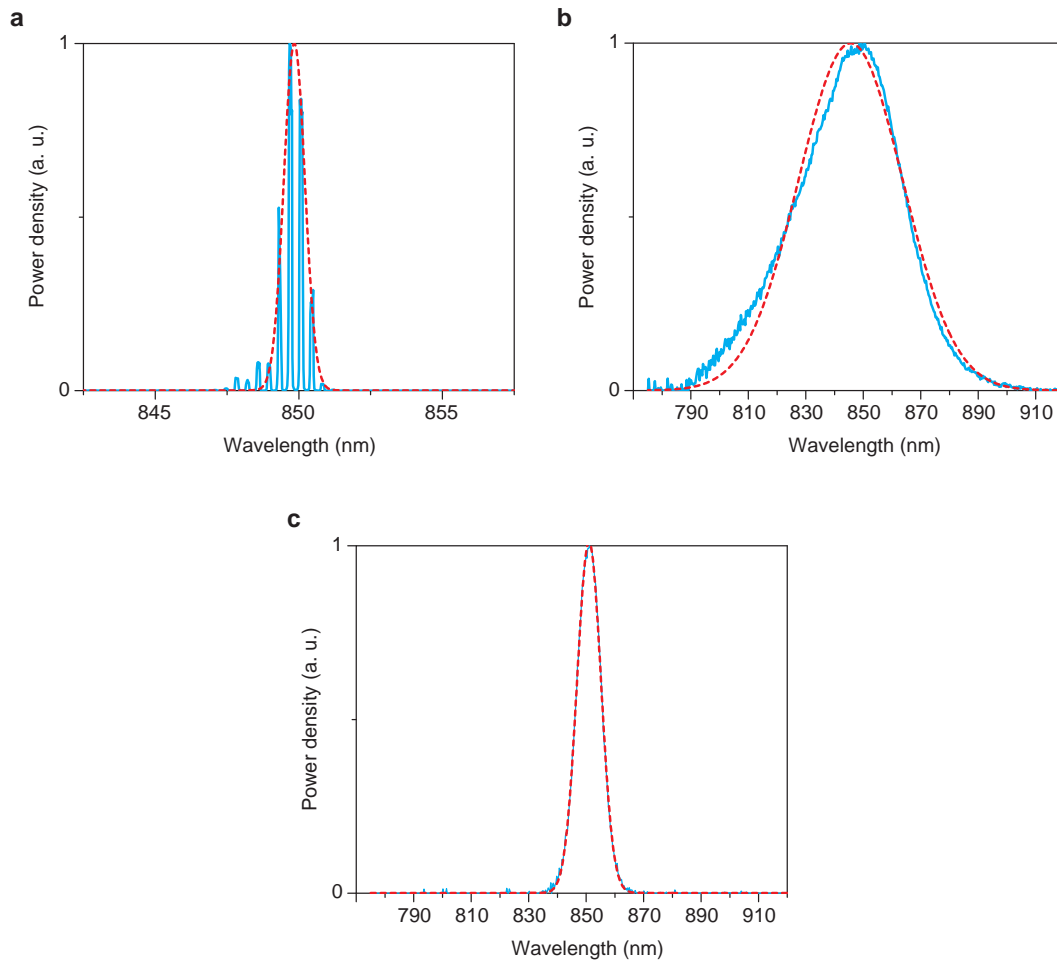 a
b
1
Power density (a. u.)
0
845
850
855
Wavelength (nm)
1
Power density (a. u.)
0
790
810
830
850
870
890
910
Wavelength (nm)
c
1
Power density (a. u.)
0
790
810
830
850
870
890
910
Wavelength (nm)